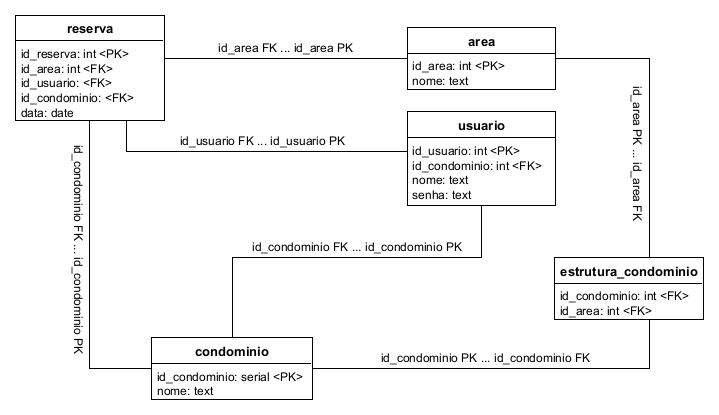 reserva
id_reserva: int <PK>
id_area: int <FK>
id_usuario: <FK>
id_condominio: <FK>
data: date
id_area FK ... id_area PK
area
id_area: int <PK>
nome: text
id_usuario FK ... id_usuario PK
usuario
id_usuario: int <PK>
id_condominio: int <FK>
nome: text
senha: text
id_area PK ... id_area FK
id_condominio FK ... id_condominio PK
id_condominio FK ... id_condominio PK
estrutura_condominio
id_condominio: int <FK>
id_area: int <FK>
condominio
id_condominio: serial <PK>
nome: text
id_condominio PK ... id_condominio FK